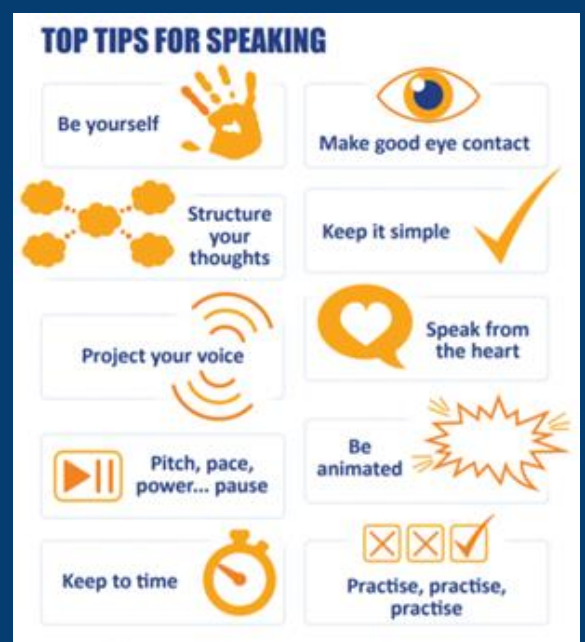 TOP TIPS FOR SPEAKING
Be yourself
Make good eye contact
Structure
your
thoughts
Keep it simple
Project your voice
Speak from
the heart
Pitch, pace,
power... pause
Be
animated
Keep to time
Practise, practise,
practise